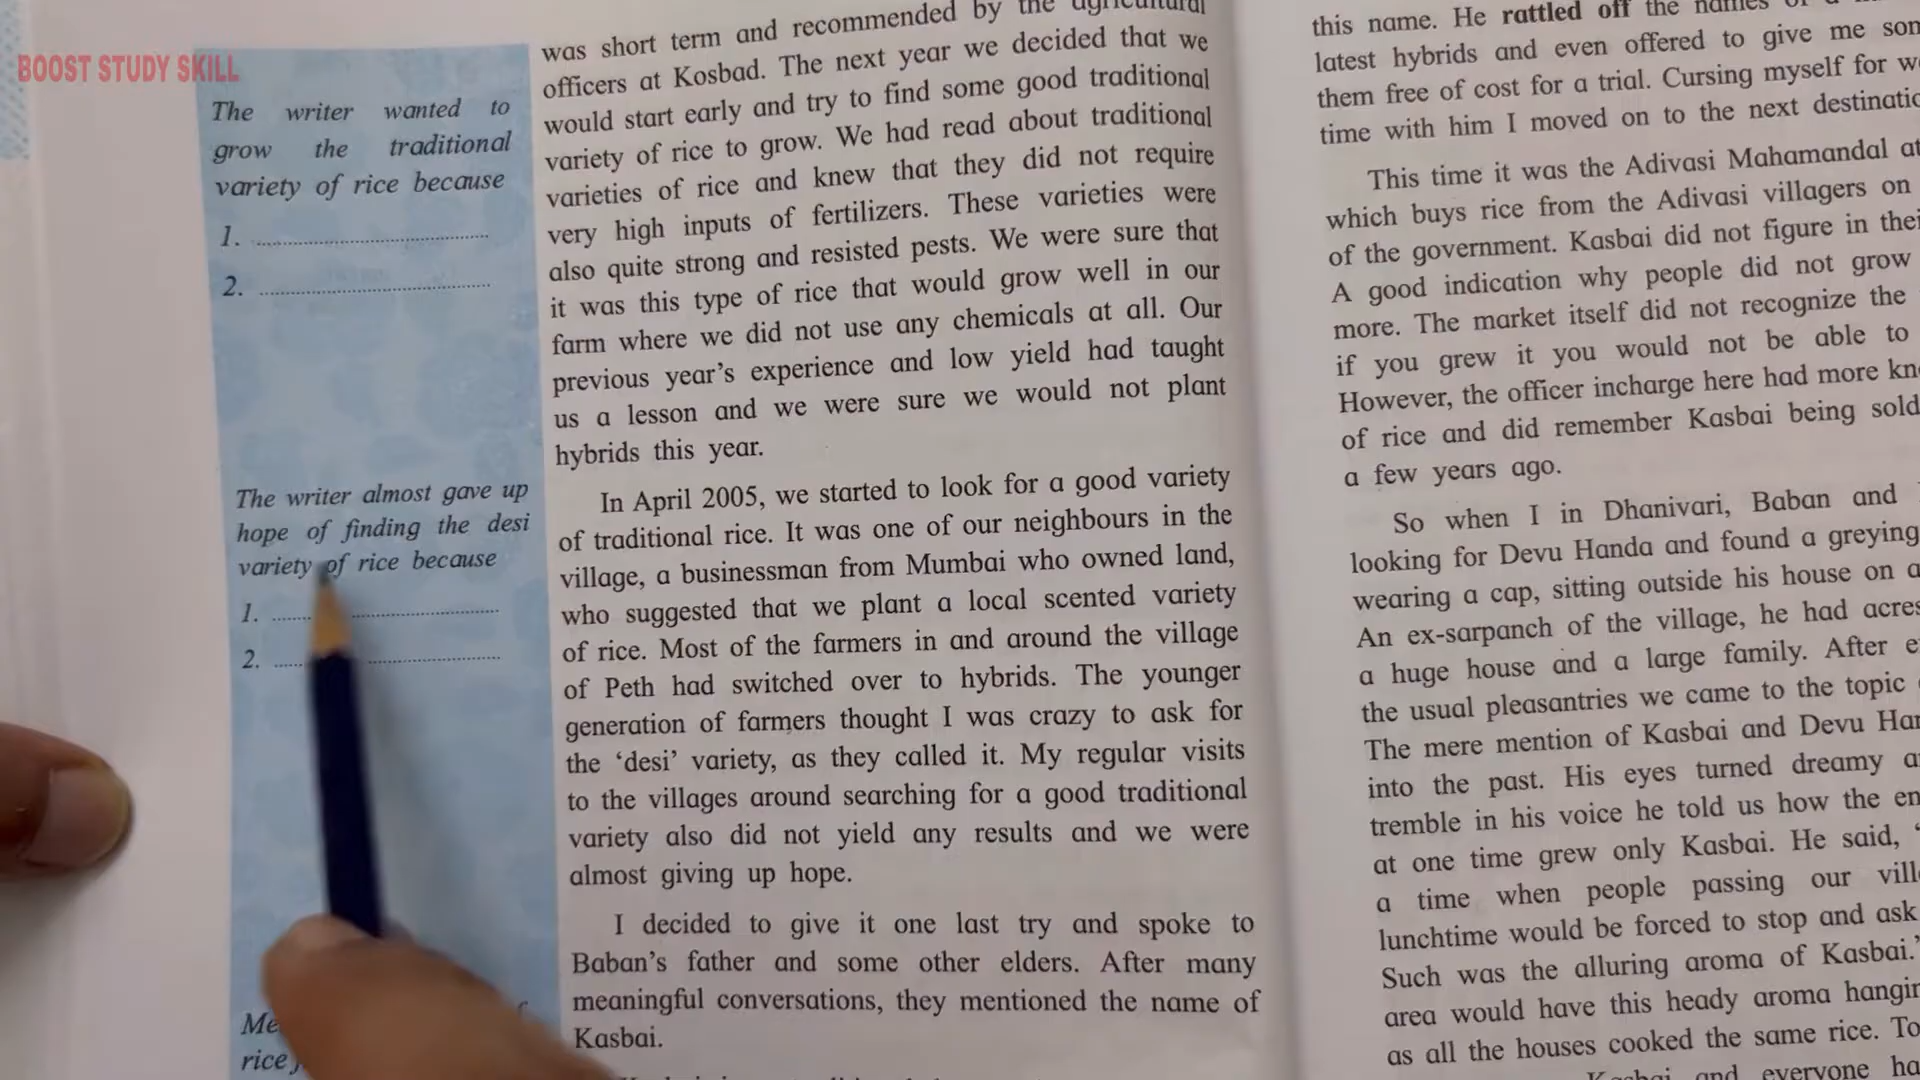 BOOST STUDY SKILL
The writer wanted to
grow the traditional
variety of rice because
1. ..........
2. ..........
The writer almost gave up
hope of finding the desi
variety of rice because
1. ..........
2. ..........
Me
rice
was short term and recommended by the agricultural
officers at Kosbad. The next year we decided that we
would start early and try to find some good traditional
variety of rice to grow. We had read about traditional
varieties of rice and knew that they did not require
very high inputs of fertilizers. These varieties were
also quite strong and resisted pests. We were sure that
it was this type of rice that would grow well in our
farm where we did not use any chemicals at all. Our
previous year's experience and low yield had taught
us a lesson and we were sure we would not plant
hybrids this year.
In April 2005, we started to look for a good variety
of traditional rice. It was one of our neighbours in the
village, a businessman from Mumbai who owned land,
who suggested that we plant a local scented variety
of rice. Most of the farmers in and around the village
of Peth had switched over to hybrids. The younger
generation of farmers thought I was crazy to ask for
the 'desi' variety, as they called it. My regular visits
to the villages around searching for a good traditional
variety also did not yield any results and we were
almost giving up hope.
I decided to give it one last try and spoke to
Baban's father and some other elders. After many
meaningful conversations, they mentioned the name of
Kasbai.
this name. He rattled off the names of a
latest hybrids and even offered to give me
them free of cost for a trial. Cursing myself for
time with him I moved on to the next
This time it was the Adivasi Mahamandal at
which buys rice from the Adivasi villagers on
of the government. Kasbai did not figure in
A good indication why people did not grow
more. The market itself did not recognize the
if you grew it you would not be able to
However, the officer incharge here had more
of rice and did remember Kasbai being sold
a few years ago.
So when I in Dhanivari, Baban and
looking for Devu Handa and found a greying
wearing a cap, sitting outside his house on a
An ex-sarpanch of the village, he had acres
a huge house and a large family. After
the usual pleasantries we came to the topic
The mere mention of Kasbai and Devu
into the past. His eyes turned dreamy
tremble in his voice he told us how the
at one time grew only Kasbai. He said,
a time when people passing our
lunchtime would be forced to stop and ask
Such was the alluring aroma of Kasbai.'
area would have this heady aroma
as all the houses cooked the same rice. To
and everyone